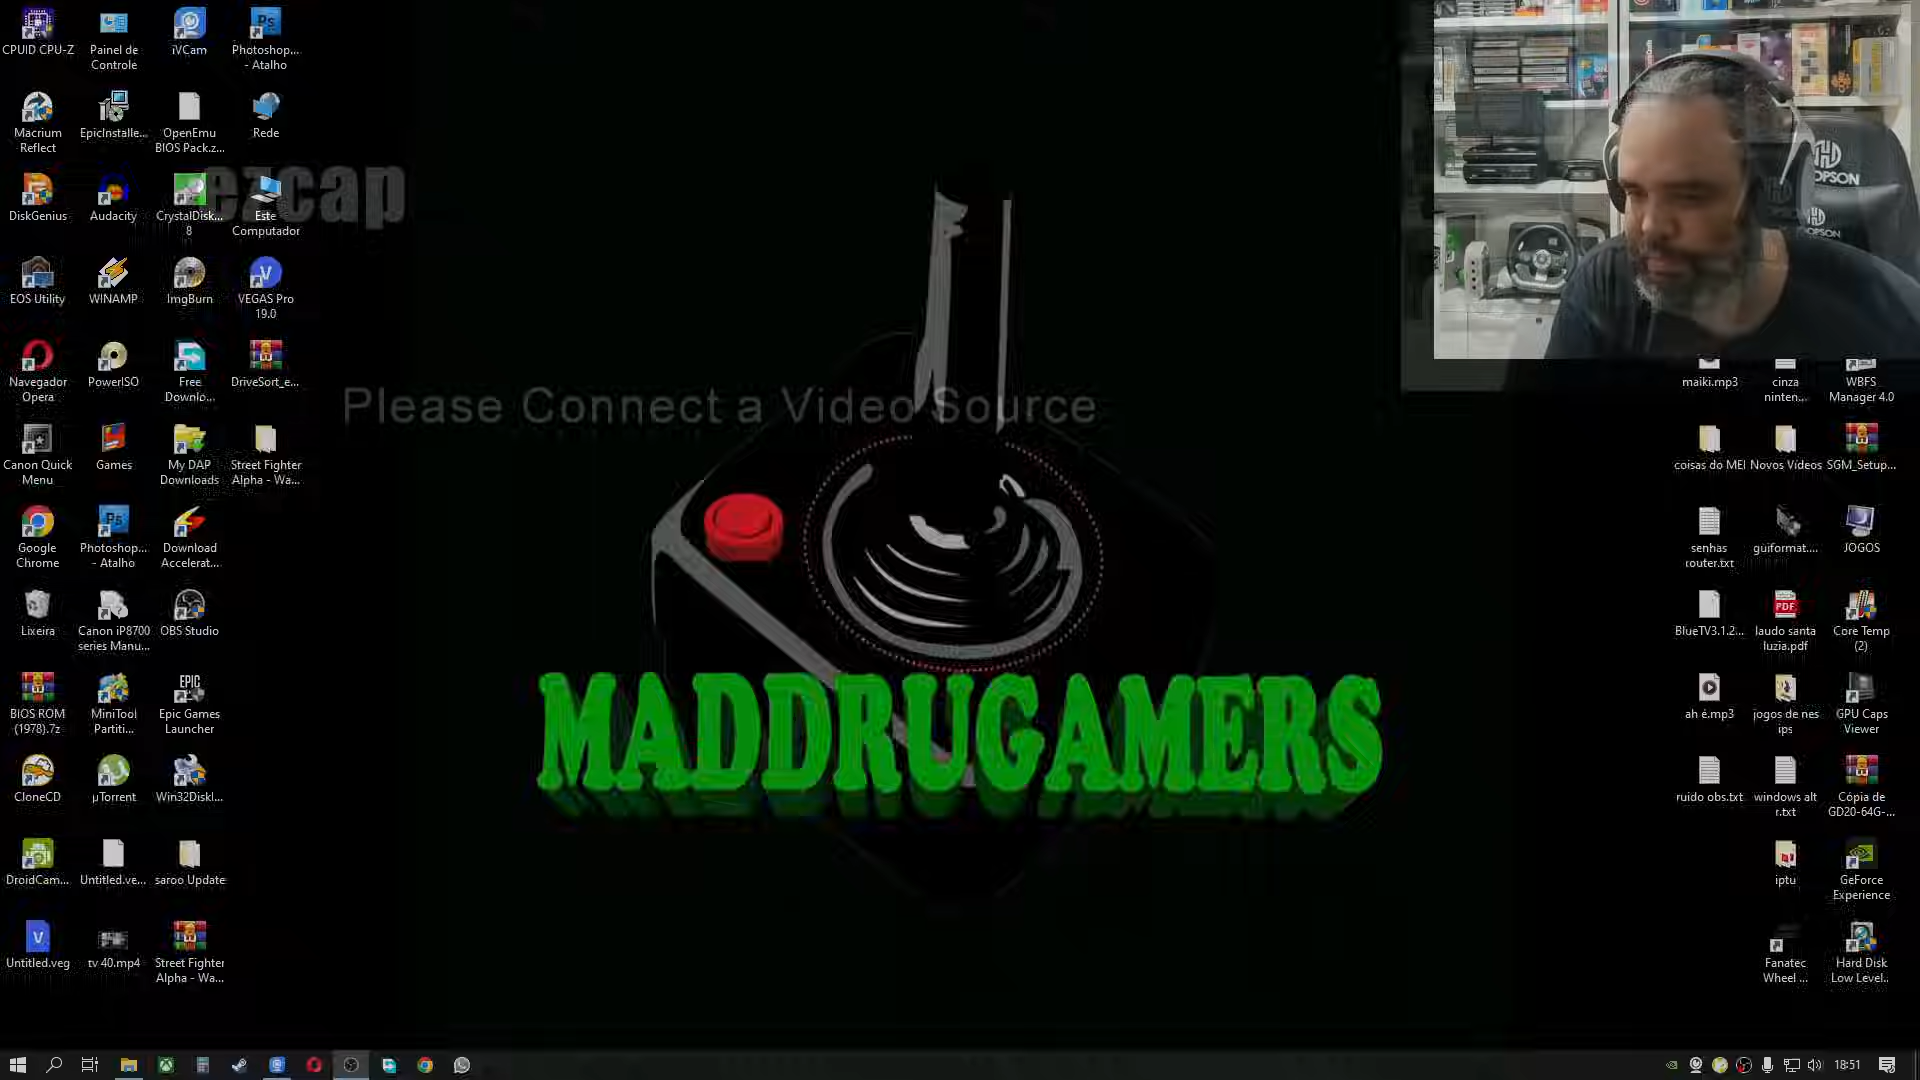 CPUID CPU-Z
Painel de
Controle
iVCam
Photoshop...
- Atalho
Macrium
Reflect
EpicInstalle...
OpenEmu
BIOS Pack.z...
Rede
ezcap
DiskGenius
Audacity
CrystalDisk...
8
Este
Computador
EOS Utility
WINAMP
ImgBurn
VEGAS Pro
19.0
Navegador
Opera
PowerISO
Free
Downlo...
DriveSort_e...
Please Connect a Video Source
Canon Quick
Menu
Games
My DAP
Downloads
Street Fighter
Alpha - Wa...
Google
Chrome
Photoshop...
- Atalho
Download
Accelerat...
Lixeira
Canon iP8700
series Manu...
OBS Studio
BIOS ROM
(1978).7z
MiniTool
Partiti...
EPIC
Epic Games
Launcher
CloneCD
µTorrent
Win32DiskI...
DroidCam...
Untitled.ve...
saroo Update
Untitled.veg
tv 40.mp4
Street Fighter
Alpha - Wa...
MADDRUGAMERS
OPSON
OPSON
maiki.mp3
cinza
ninten...
WBFS
Manager 4.0
coisas do MEI
Novos Vídeos
SGM_Setup...
senhas
router.txt
guiformat....
JOGOS
BlueTV3.1.2...
PDF
laudo santa
luzia.pdf
Core Temp
(2)
ah é.mp3
jogos de nes
ips
GPU Caps
Viewer
ruido obs.txt
windows alt
r.txt
Cópia de
GD20-64G-...
iptu
GeForce
Experience
Fanatec
Wheel ...
Hard Disk
Low Level...
18:51